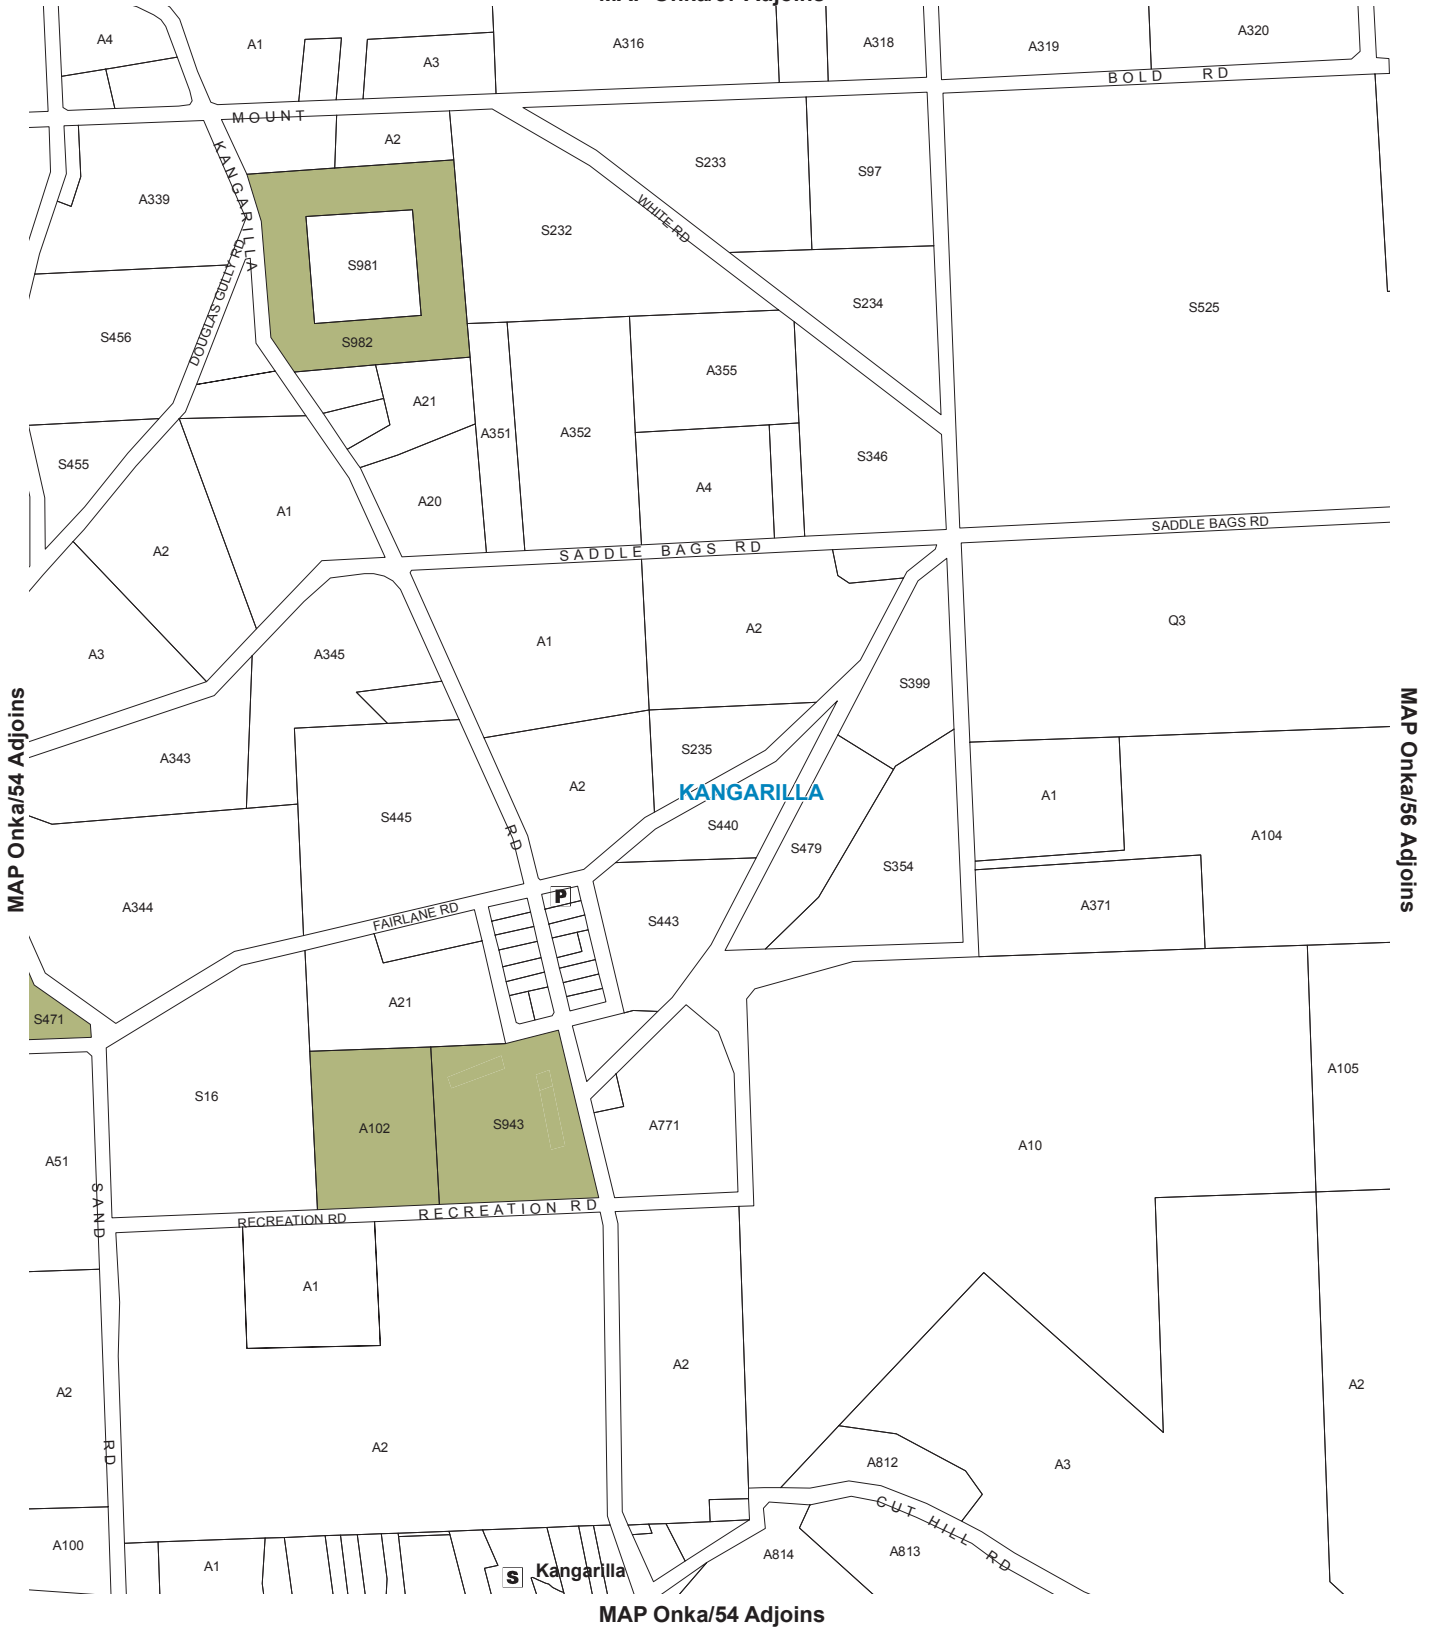 A4
A1
A3
A316
A318
A319
A320
BOLD RD
MOUNT
A2
KANGARILLA
A339
S233
S97
WHITE RD
S232
S981
DOUGLAS GULLY RD
S982
S456
S234
S525
A355
A21
A351
A352
S346
S455
A4
A20
A1
A2
SADDLE BAGS RD
SADDLE BAGS RD
A3
A345
A1
A2
Q3
S399
MAP Onka/54 Adjoins
MAP Onka/56 Adjoins
A343
S235
A2
KANGARILLA
A1
S445
RD
S440
S479
S354
A104
P
A344
FAIRLANE RD
S443
A371
A21
S471
S16
A102
S943
A771
A105
A10
A51
SAND
RECREATION RD
RECREATION RD
A1
A2
A2
A2
A2
RD
A812
A3
CUT HILL RD
A100
A1
S
Kangarilla
A814
A813
MAP Onka/54 Adjoins